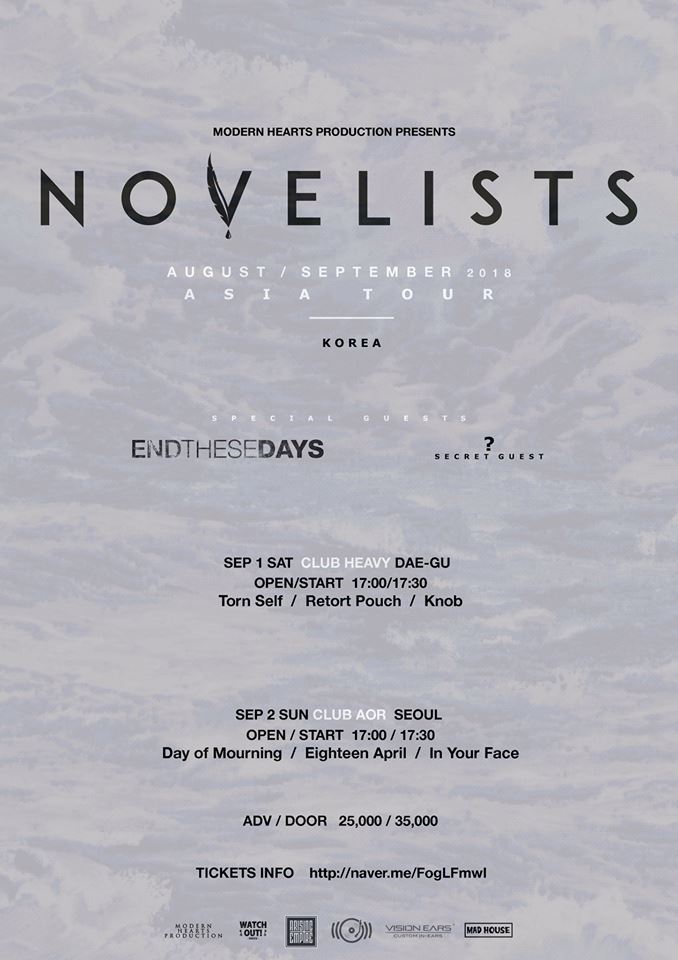 MODERN HEARTS PRODUCTION PRESENTS
NOVELISTS
AUGUST / SEPTEMBER 2018
ASIA TOUR
KOREA
SPECIAL GUESTS
ENDTHESEDAYS
?
SECRET GUEST
SEP 1 SAT CLUB HEAVY DAE-GU
OPEN/START 17:00/17:30
Torn Self / Retort Pouch / Knob
SEP 2 SUN CLUB AOR SEOUL
OPEN / START 17:00 / 17:30
Day of Mourning / Eighteen April / In Your Face
ADV / DOOR 25,000 / 35,000
TICKETS INFO http://naver.me/FogLFmwI
MODERN
HEARTS
PRODUCTION
WATCH
OUT!
ARISING
EMPIRE
VISION EARS
CUSTOM IN-EARS
MAD HOUSE